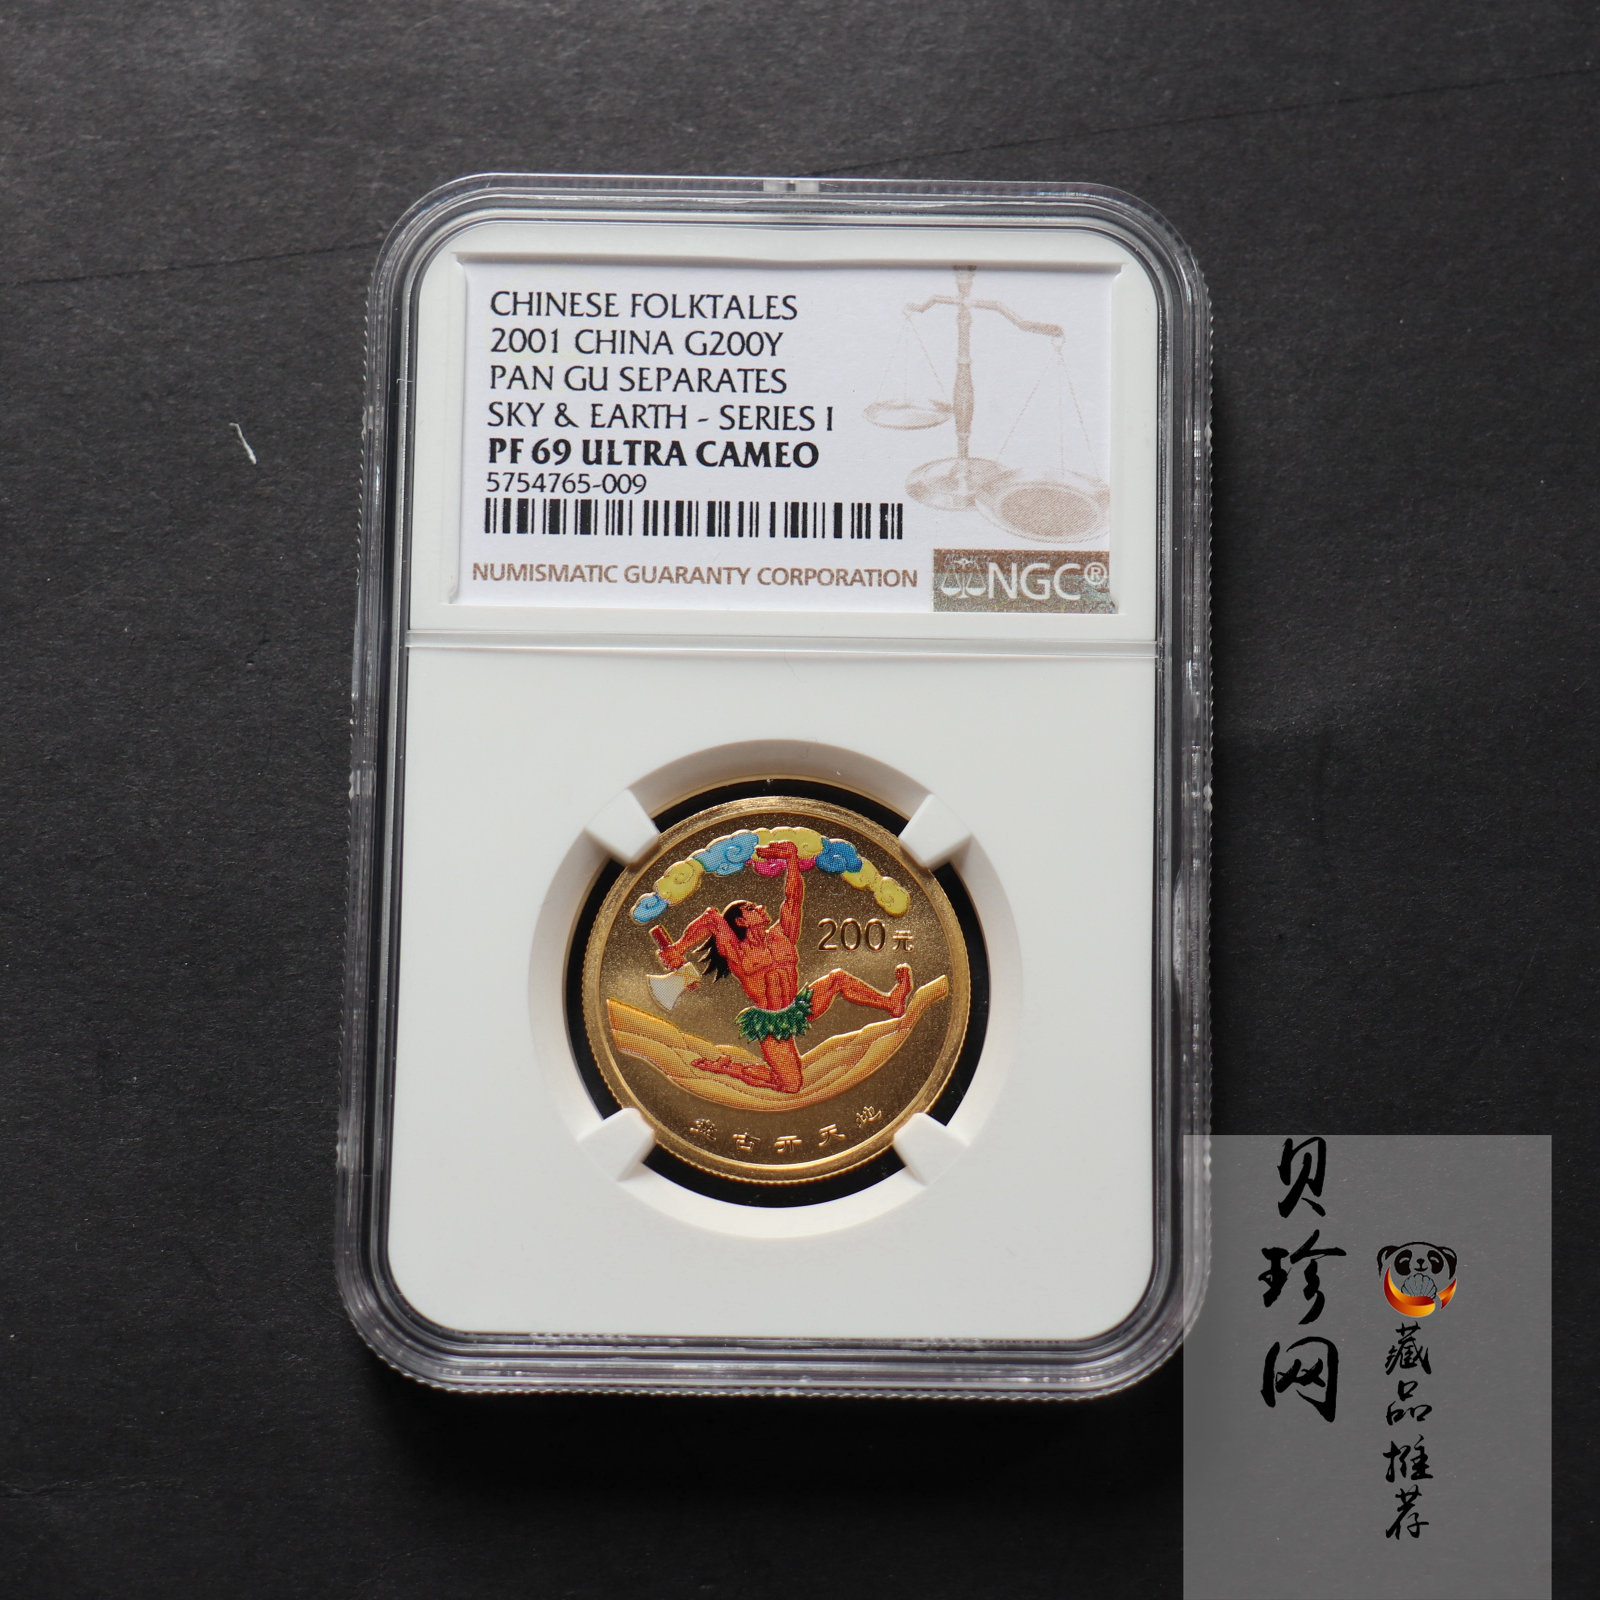 CHINESE FOLKTALES
2001 CHINA G200Y
PAN GU SEPARATES
SKY & EARTH - SERIES I
PF 69 ULTRA CAMEO
5754765-009
NUMISMATIC GUARANTY CORPORATION
NGC®
200元
盘古开天地
贝珍网
藏品推荐